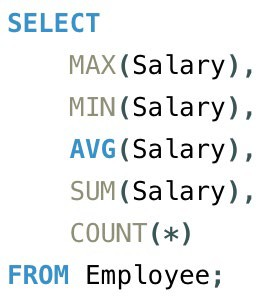 SELECT
MAX(Salary),
MIN(Salary),
AVG(Salary),
SUM(Salary),
COUNT(*)
FROM Employee;